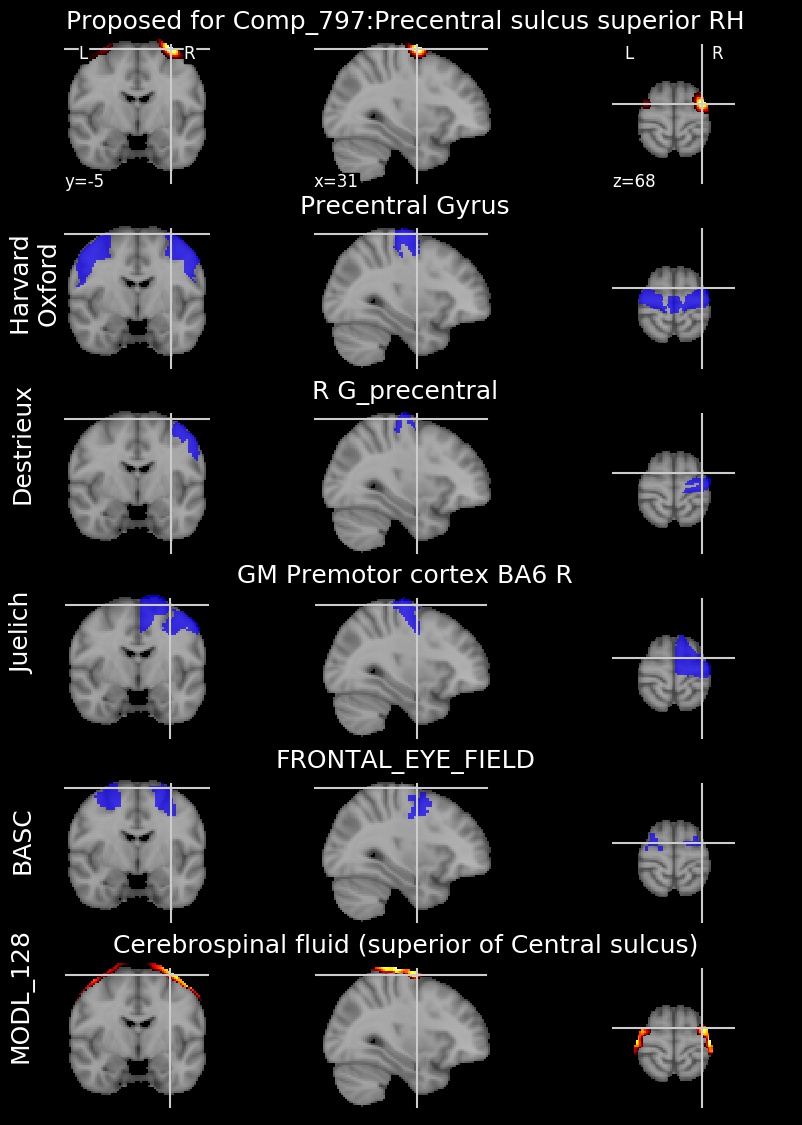 Proposed for Comp_797:Precentral sulcus superior RH
L R
L R
y=-5
x=31
z=68
Precentral Gyrus
Harvard
Oxford
R G_precentral
Destrieux
GM Premotor cortex BA6 R
Juelich
FRONTAL_EYE_FIELD
BASC
Cerebrospinal fluid (superior of Central sulcus)
MODL_128